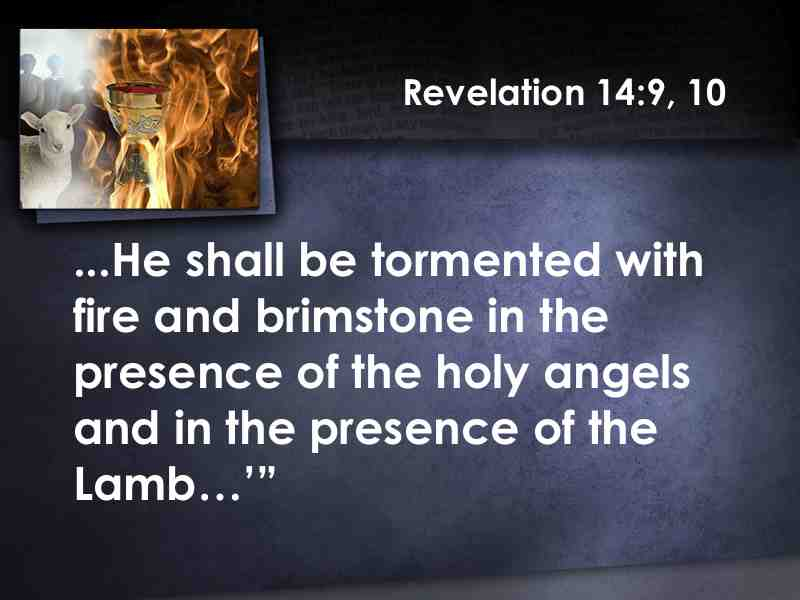 Revelation 14:9, 10
...He shall be tormented with
fire and brimstone in the
presence of the holy angels
and in the presence of the
Lamb…’”